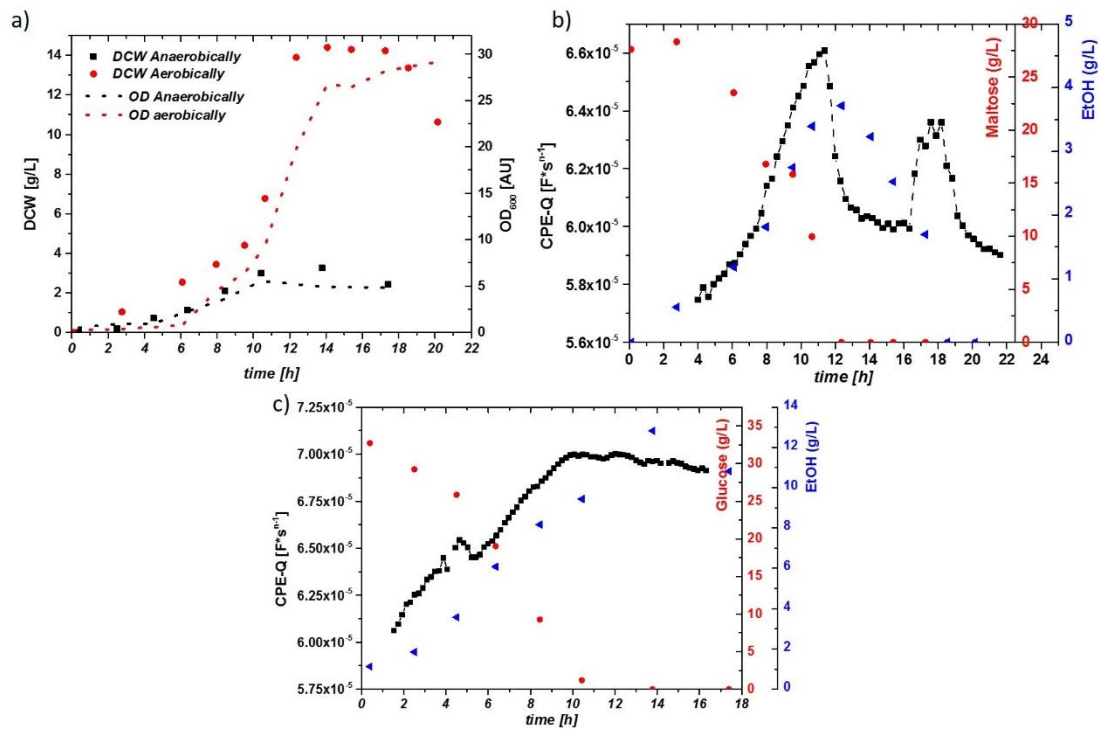 a)
DCW [g/L]
14
12
10
8
6
4
2
0
DCW Anaerobically
DCW Aerobically
OD Anaerobically
OD aerobically
30
25
20
15
10
5
0
OD600 [AU]
0 2 4 6 8 10 12 14 16 18 20 22
time [h]
b)
CPE-Q [F*s^n-1]
6.6x10^-5
6.4x10^-5
6.2x10^-5
6.0x10^-5
5.8x10^-5
5.6x10^-5
Maltose (g/L)
30
25
20
15
10
5
0
EtOH (g/L)
5
4
3
2
1
0
0 2 4 6 8 10 12 14 16 18 20 22 24
time [h]
c)
CPE-Q [F*s^n-1]
7.25x10^-5
7.00x10^-5
6.75x10^-5
6.50x10^-5
6.25x10^-5
6.00x10^-5
5.75x10^-5
Glucose (g/L)
35
30
25
20
15
10
5
0
EtOH (g/L)
14
12
10
8
6
4
2
0
0 2 4 6 8 10 12 14 16 18
time [h]